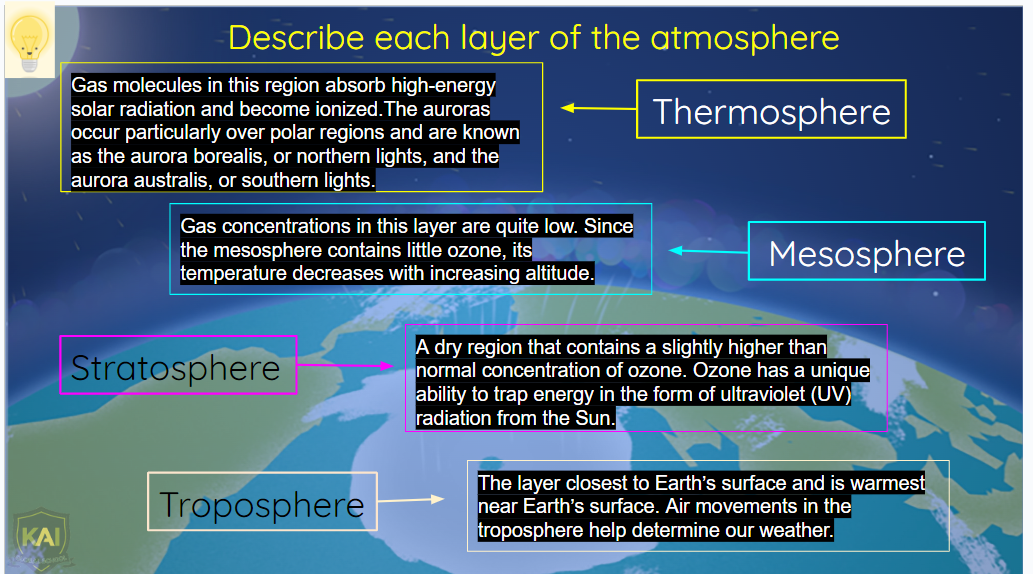 Describe each layer of the atmosphere
Gas molecules in this region absorb high-energy
solar radiation and become ionized.The auroras
occur particularly over polar regions and are known
as the aurora borealis, or northern lights, and the
aurora australis, or southern lights.
Thermosphere
Gas concentrations in this layer are quite low. Since
the mesosphere contains little ozone, its
temperature decreases with increasing altitude.
Mesosphere
Stratosphere
A dry region that contains a slightly higher than
normal concentration of ozone. Ozone has a unique
ability to trap energy in the form of ultraviolet (UV)
radiation from the Sun.
Troposphere
The layer closest to Earth's surface and is warmest
near Earth's surface. Air movements in the
troposphere help determine our weather.
KAI